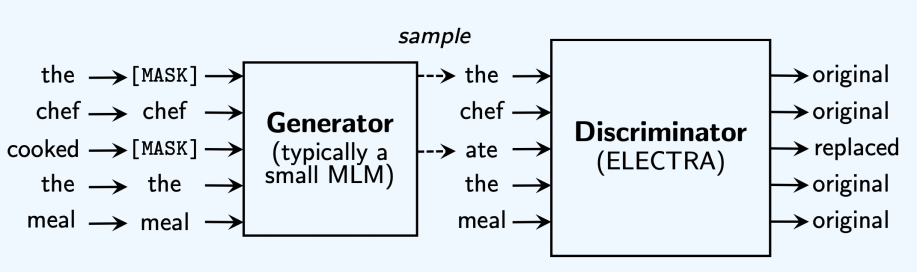 sample
the [MASK] the original
chef chef chef original
cooked [MASK] ate replaced
the the the original
meal meal meal original
Generator
(typically a
small MLM)
Discriminator
(ELECTRA)